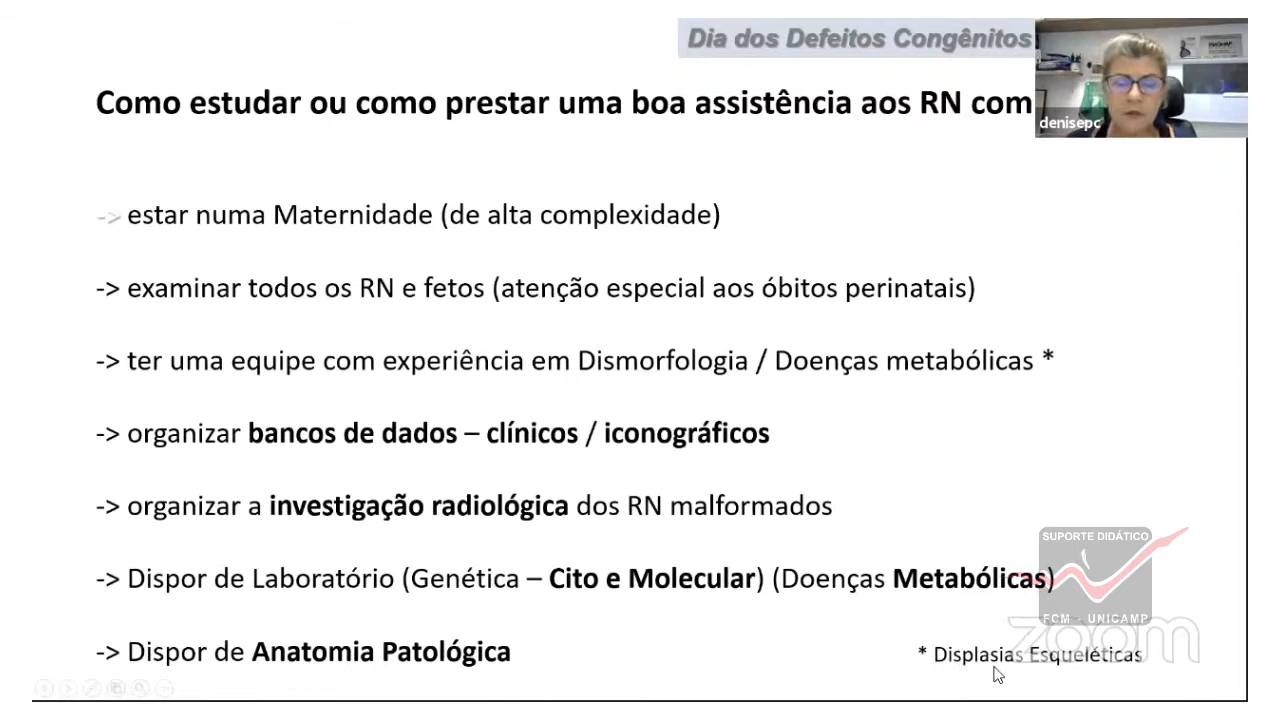 Dia dos Defeitos Congênitos
Como estudar ou como prestar uma boa assistência aos RN com
denisepc
-> estar numa Maternidade (de alta complexidade)
-> examinar todos os RN e fetos (atenção especial aos óbitos perinatais)
-> ter uma equipe com experiência em Dismorfologia / Doenças metabólicas *
-> organizar bancos de dados – clínicos / iconográficos
-> organizar a investigação radiológica dos RN malformados
SUPORTE DIDÁTICO
-> Dispor de Laboratório (Genética – Cito e Molecular) (Doenças Metabólicas)
FCM - UNICAMP
zoom
-> Dispor de Anatomia Patológica
* Displasias Esqueléticas